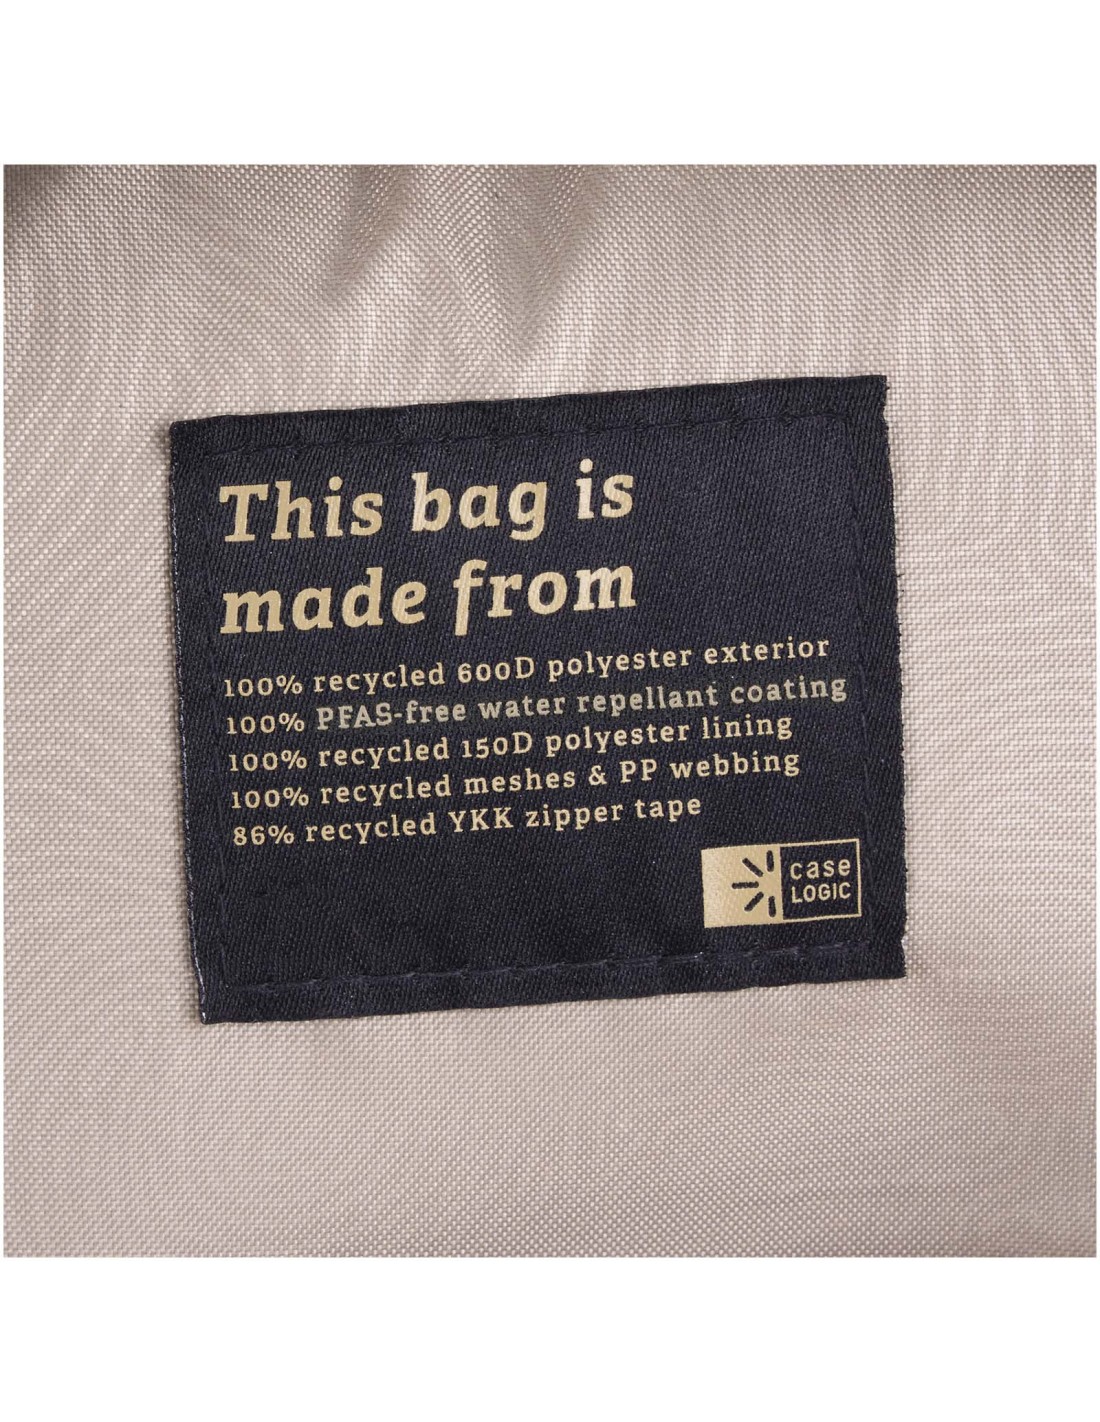 This bag is
made from
100% recycled 600D polyester exterior
100% PFAS-free water repellant coating
100% recycled 150D polyester lining
100% recycled meshes & PP webbing
86% recycled YKK zipper tape
case
LOGIC